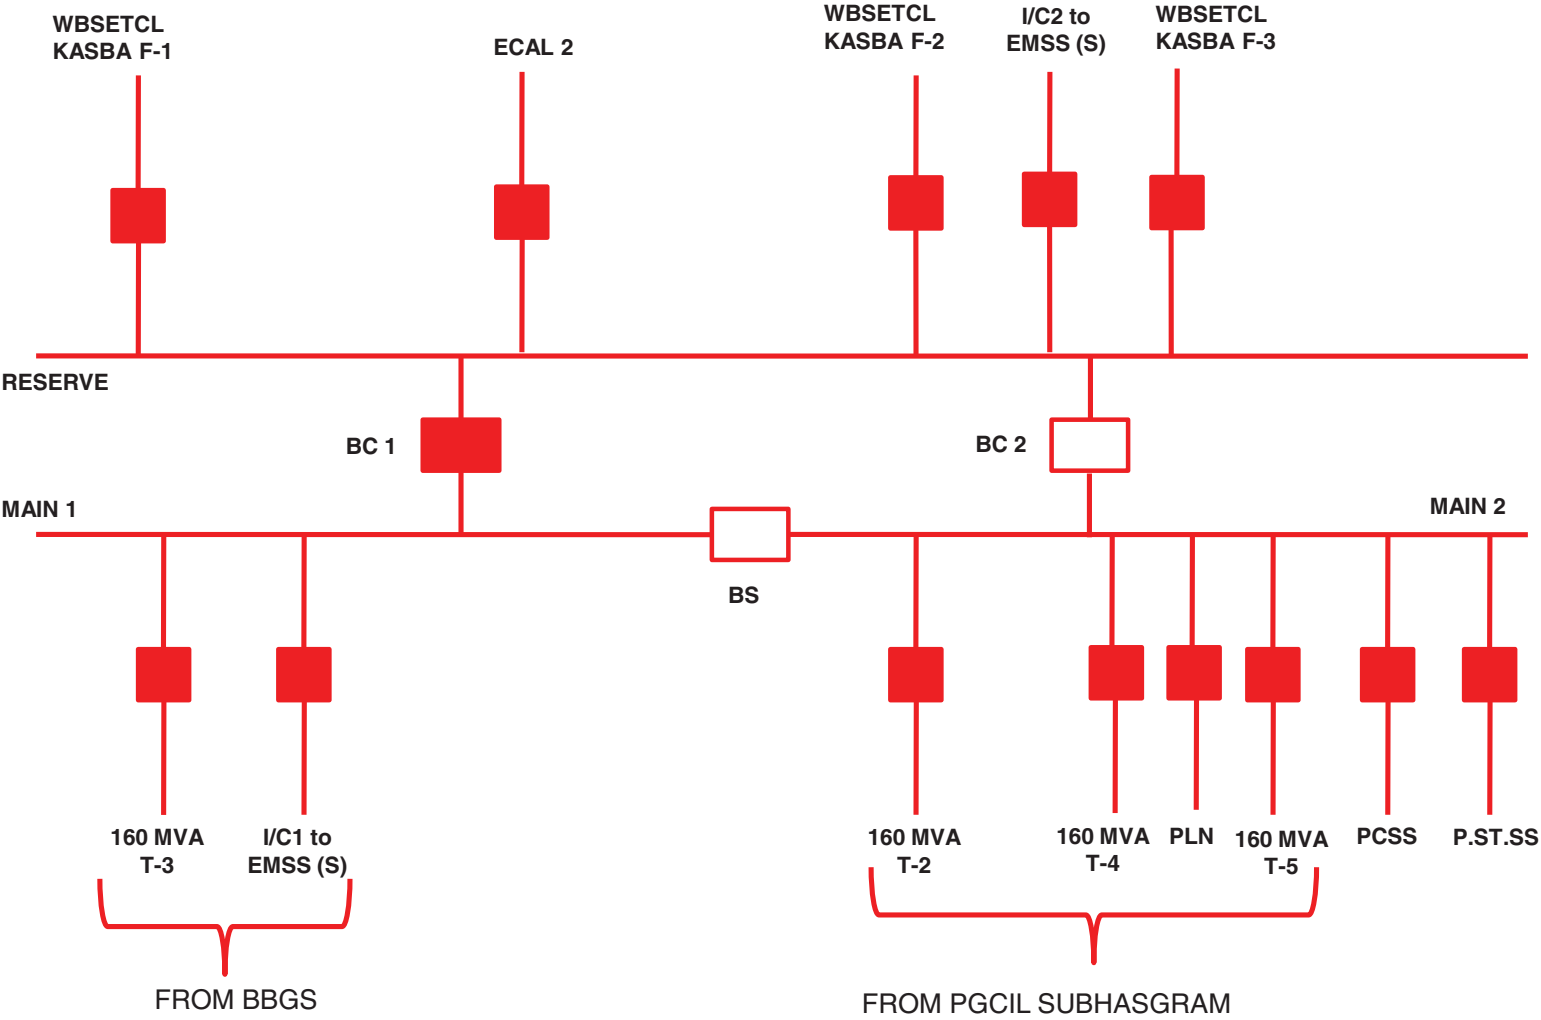 WBSETCL
KASBA F-1
ECAL 2
WBSETCL
KASBA F-2
I/C2 to
EMSS (S)
WBSETCL
KASBA F-3
RESERVE
BC 1
BC 2
MAIN 1
MAIN 2
BS
160 MVA
T-3
I/C1 to
EMSS (S)
160 MVA
T-2
160 MVA
T-4
PLN
160 MVA
T-5
PCSS
P.ST.SS
FROM BBGS
FROM PGCIL SUBHASGRAM